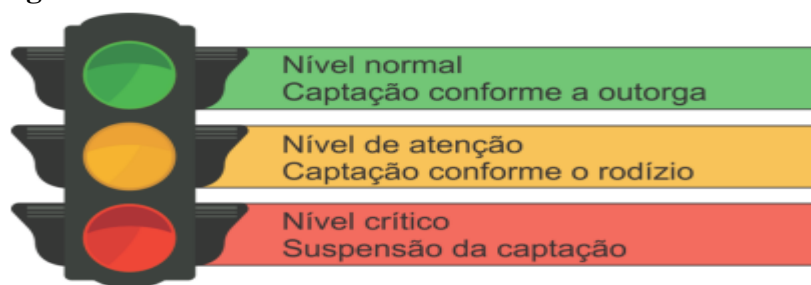 Nível normal
Captação conforme a outorga
Nível de atenção
Captação conforme o rodízio
Nível crítico
Suspensão da captação